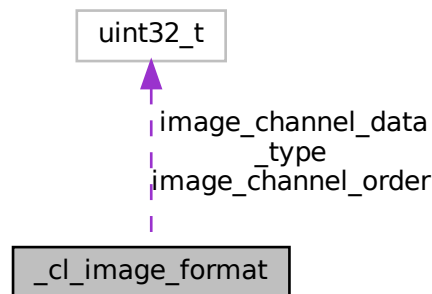 uint32_t
image_channel_data
_type
image_channel_order
_cl_image_format